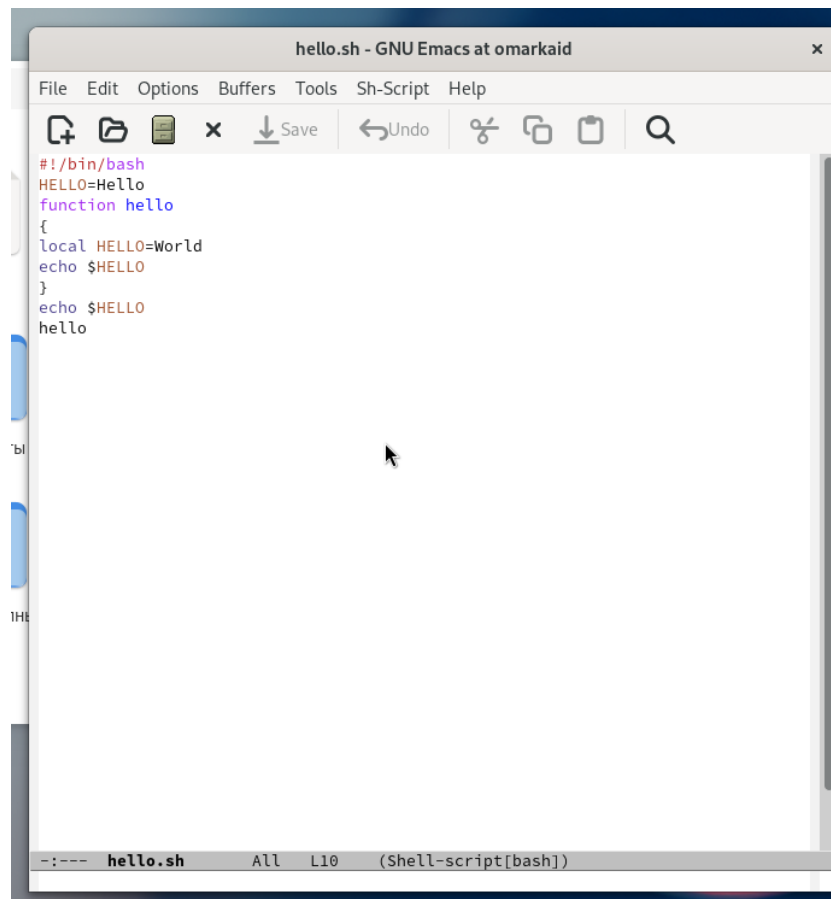 hello.sh - GNU Emacs at omarkaid
File Edit Options Buffers Tools Sh-Script Help
Save Undo
#!/bin/bash
HELLO=Hello
function hello
{
local HELLO=World
echo $HELLO
}
echo $HELLO
hello
ты
-:--- hello.sh All L10 (Shell-script[bash])